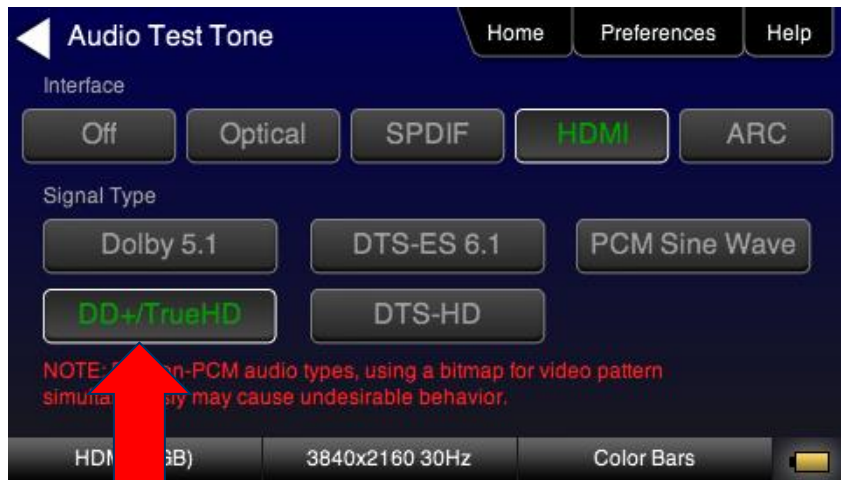 Audio Test Tone Home Preferences Help
Interface
Off Optical SPDIF HDMI ARC
Signal Type
Dolby 5.1 DTS-ES 6.1 PCM Sine Wave
DD+/TrueHD DTS-HD
NOTE: n-PCM audio types, using a bitmap for video pattern
may cause undesirable behavior.
3840x2160 30Hz Color Bars